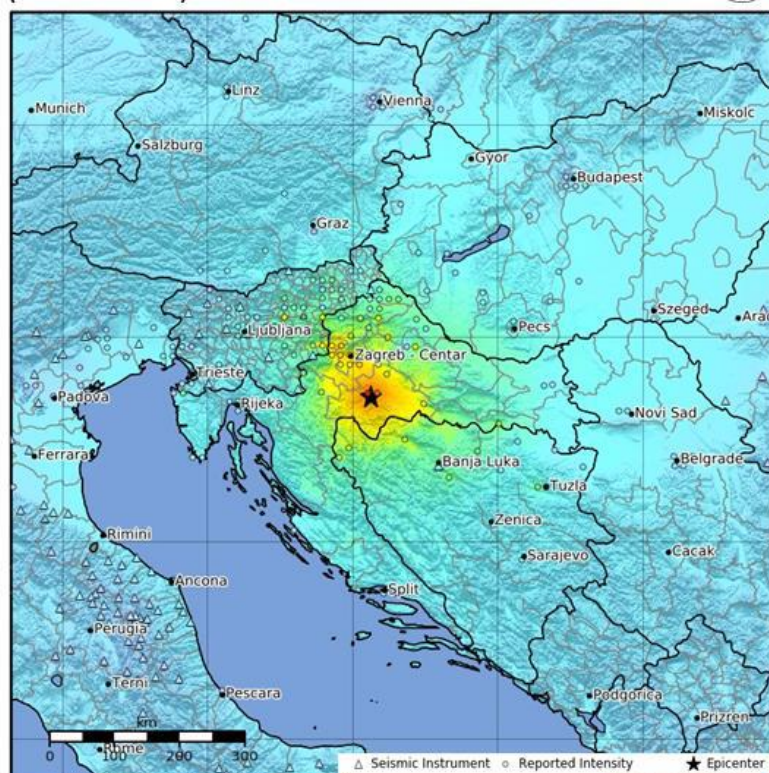 Linz
Vienna
Munich
Miskolc
Salzburg
Gyor
Budapest
Graz
Szeged
Arad
Pecs
Ljubljana
Zagreb - Centar
Trieste
Padova
Rijeka
Novi Sad
Ferrara
Banja Luka
Belgrade
Tuzla
Zenica
Rimini
Sarajevo
Cacak
Ancona
Split
Perugia
Terni
Pescara
Podgorica
Prizren
km
0 100 200 300
Rome
Seismic Instrument Reported Intensity Epicenter